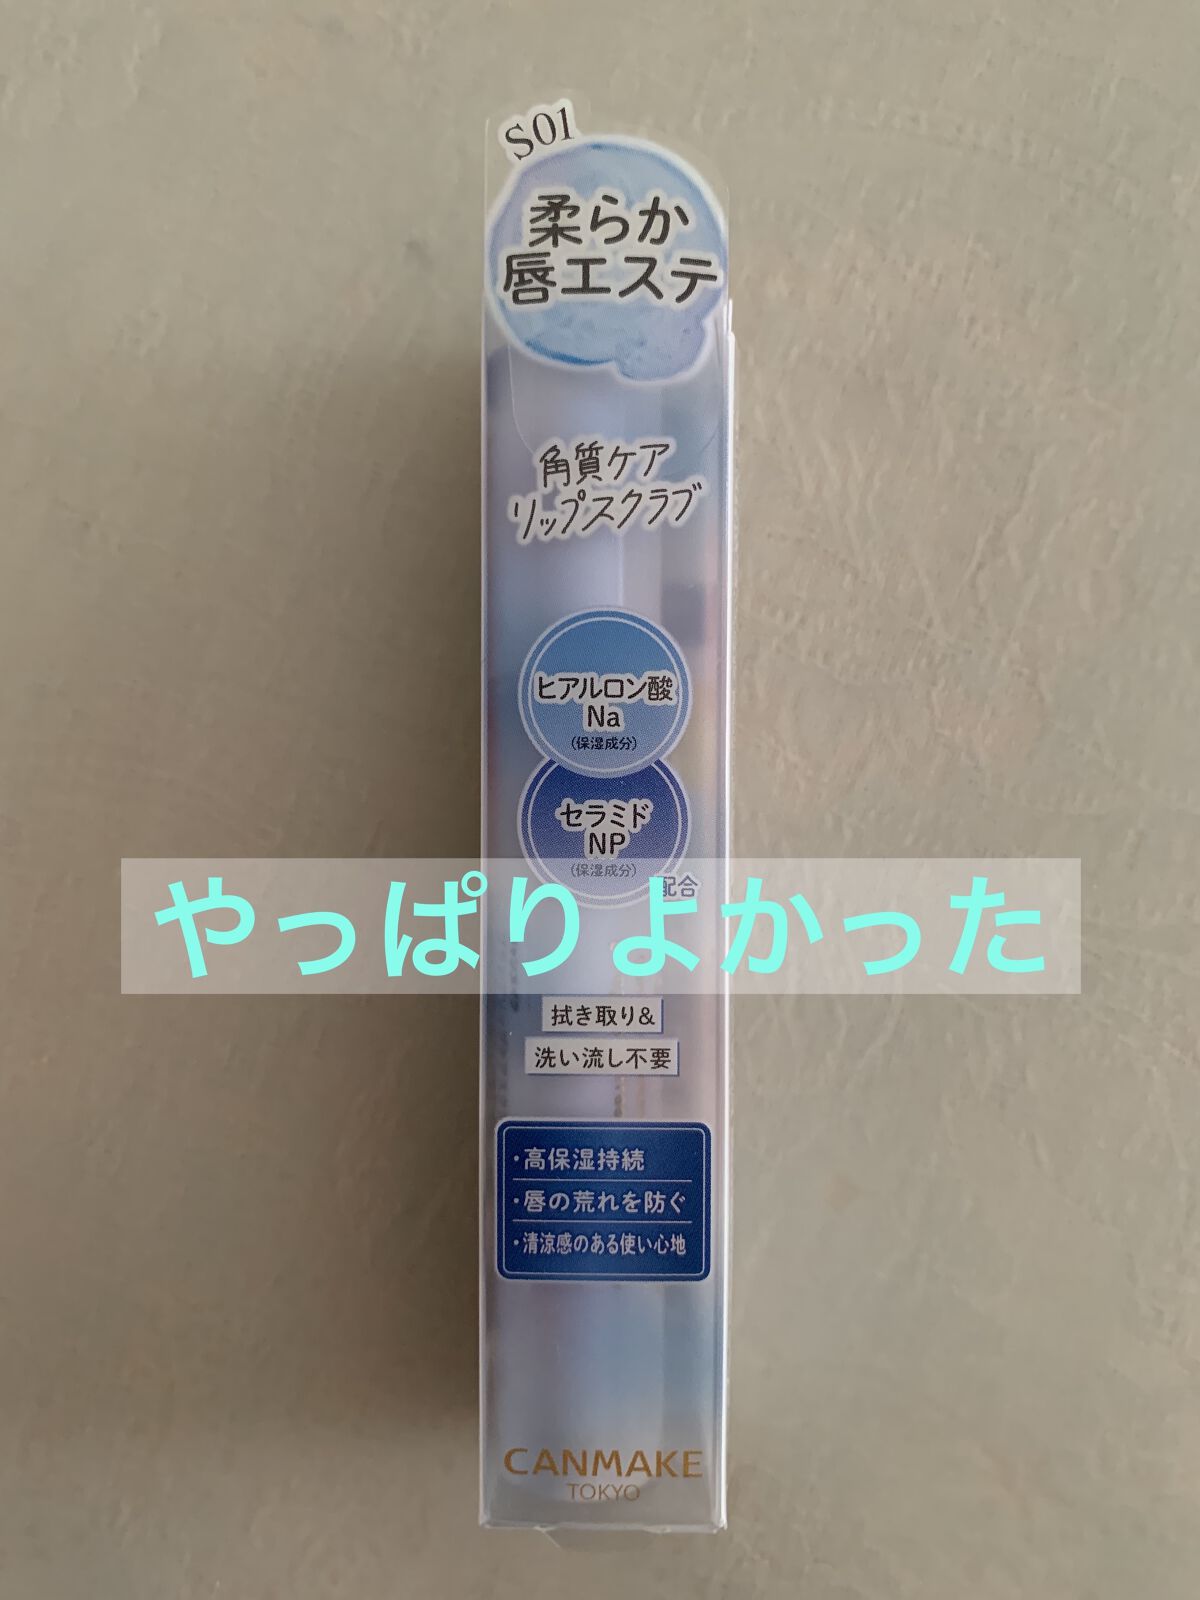 S01
柔らか
唇エステ
角質ケア
リップスクラブ
ヒアルロン酸
Na
(保湿成分)
セラミド
NP
(保湿成分)
配合
やっぱりよかった
拭き取り&
洗い流し不要
・高保湿持続
・唇の荒れを防ぐ
・清涼感のある使い心地
CANMAKE
TOKYO